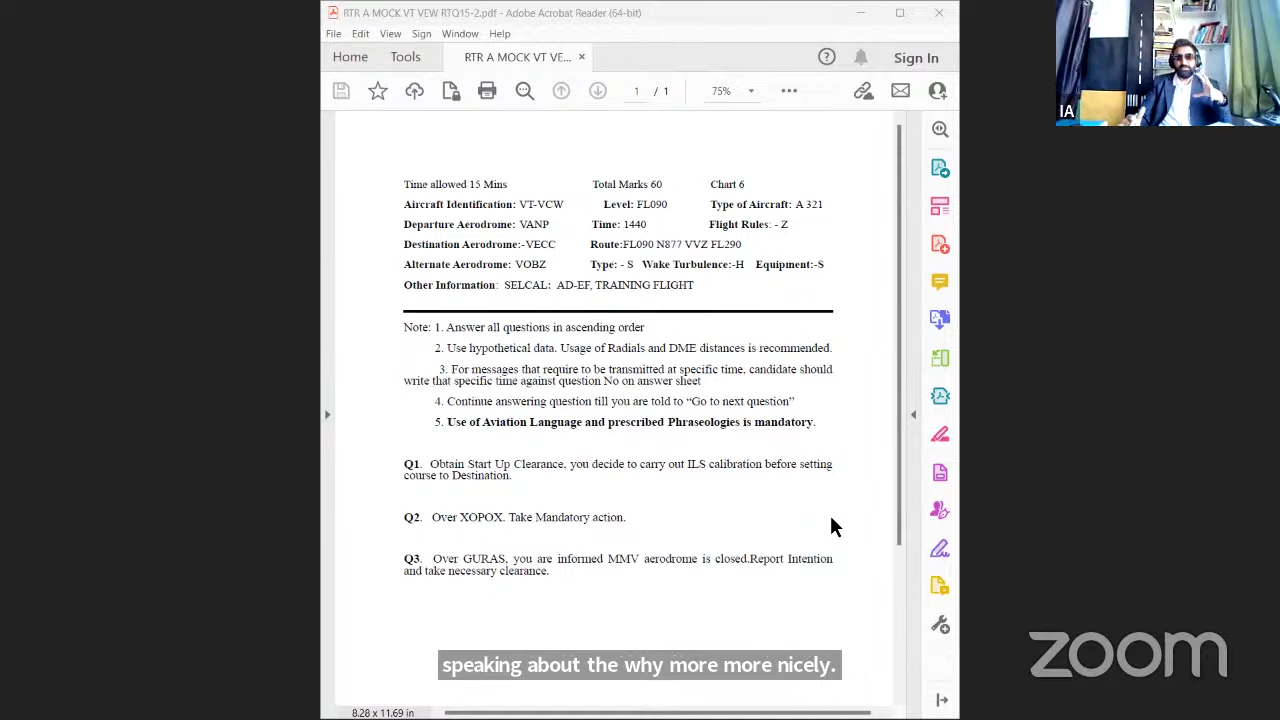 RTR A MOCK VT VEW RTQ15-2.pdf - Adobe Acrobat Reader (64-bit)
File Edit View Sign Window Help
Home Tools RTR A MOCK VT VE... × Sign In
1 / 1 75%
IA
Time allowed 15 Mins Total Marks 60 Chart 6
Aircraft Identification: VT-VCW Level: FL090 Type of Aircraft: A 321
Departure Aerodrome: VANP Time: 1440 Flight Rules: - Z
Destination Aerodrome:-VECC Route:FL090 N877 VVZ FL290
Alternate Aerodrome: VOBZ Type: - S Wake Turbulence:-H Equipment:-S
Other Information: SELCAL: AD-EF, TRAINING FLIGHT
Note: 1. Answer all questions in ascending order
2. Use hypothetical data. Usage of Radials and DME distances is recommended.
3. For messages that require to be transmitted at specific time, candidate should
write that specific time against question No on answer sheet
4. Continue answering question till you are told to “Go to next question”
5. Use of Aviation Language and prescribed Phraseologies is mandatory.
Q1. Obtain Start Up Clearance, you decide to carry out ILS calibration before setting
course to Destination.
Q2. Over XOPOX. Take Mandatory action.
Q3. Over GURAS, you are informed MMV aerodrome is closed.Report Intention
and take necessary clearance.
speaking about the why more more nicely.
zoom
8.28 x 11.69 in